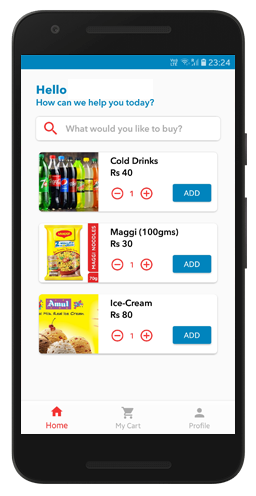 23:24
Hello
How can we help you today?
What would you like to buy?
Cold Drinks
Rs 40
1
ADD
MAGGI
MAGGI NOODLES
70g
Maggi (100gms)
Rs 30
1
ADD
Amul
Ice-Cream
Rs 80
1
ADD
Home
My Cart
Profile